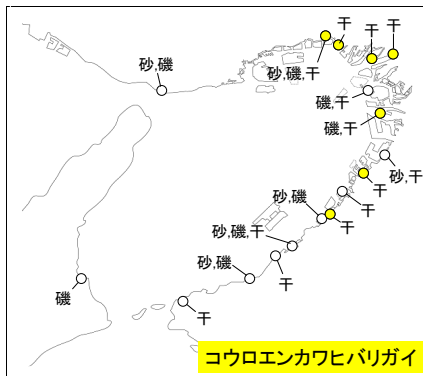 干
干
干
砂,磯
砂,磯,干
磯,干
磯,干
砂,干
干
砂,磯
干
干
砂,磯,干
砂,磯
干
磯
干
コウロエンカワヒバリガイ